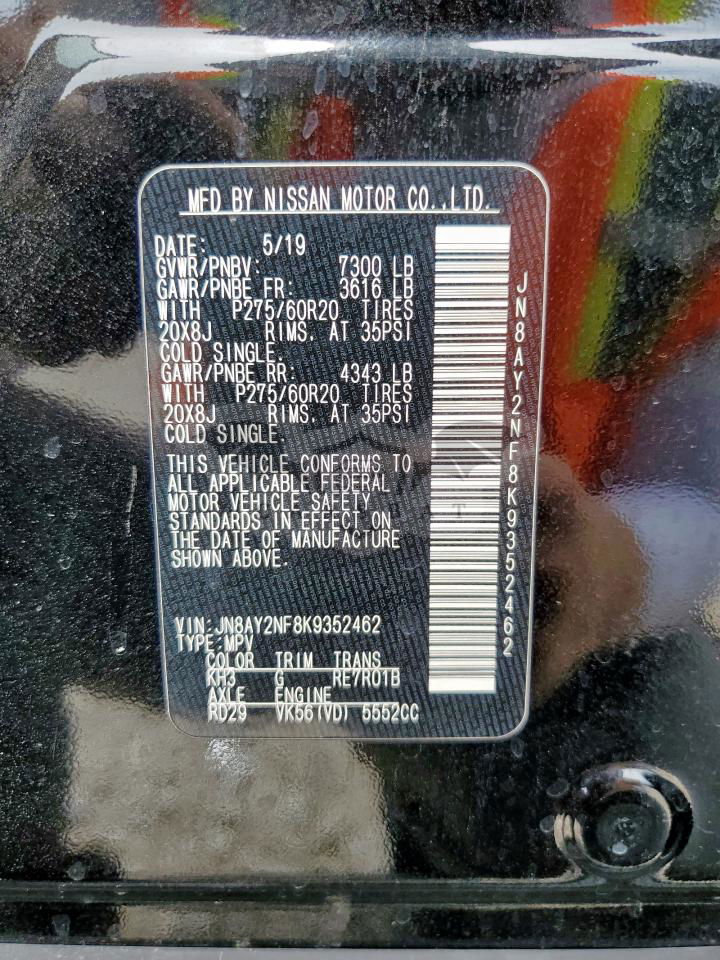 MFD BY NISSAN MOTOR CO.,LTD.
DATE: 5/19
GVWR/PNBV: 7300 LB
GAWR/PNBE FR: 3616 LB
WITH P275/60R20 TIRES
20X8J RIMS. AT 35PSI
COLD SINGLE.
GAWR/PNBE RR: 4343 LB
WITH P275/60R20 TIRES
20X8J RIMS. AT 35PSI
COLD SINGLE.
THIS VEHICLE CONFORMS TO
ALL APPLICABLE FEDERAL
MOTOR VEHICLE SAFETY
STANDARDS IN EFFECT ON
THE DATE OF MANUFACTURE
SHOWN ABOVE.
VIN:JN8AY2NF8K9352462
TYPE:MPV
COLOR TRIM TRANS
KH3 G RE7R01B
AXLE ENGINE
RD29 VK56(VD) 5552CC
JN8AY2NF8K9352462